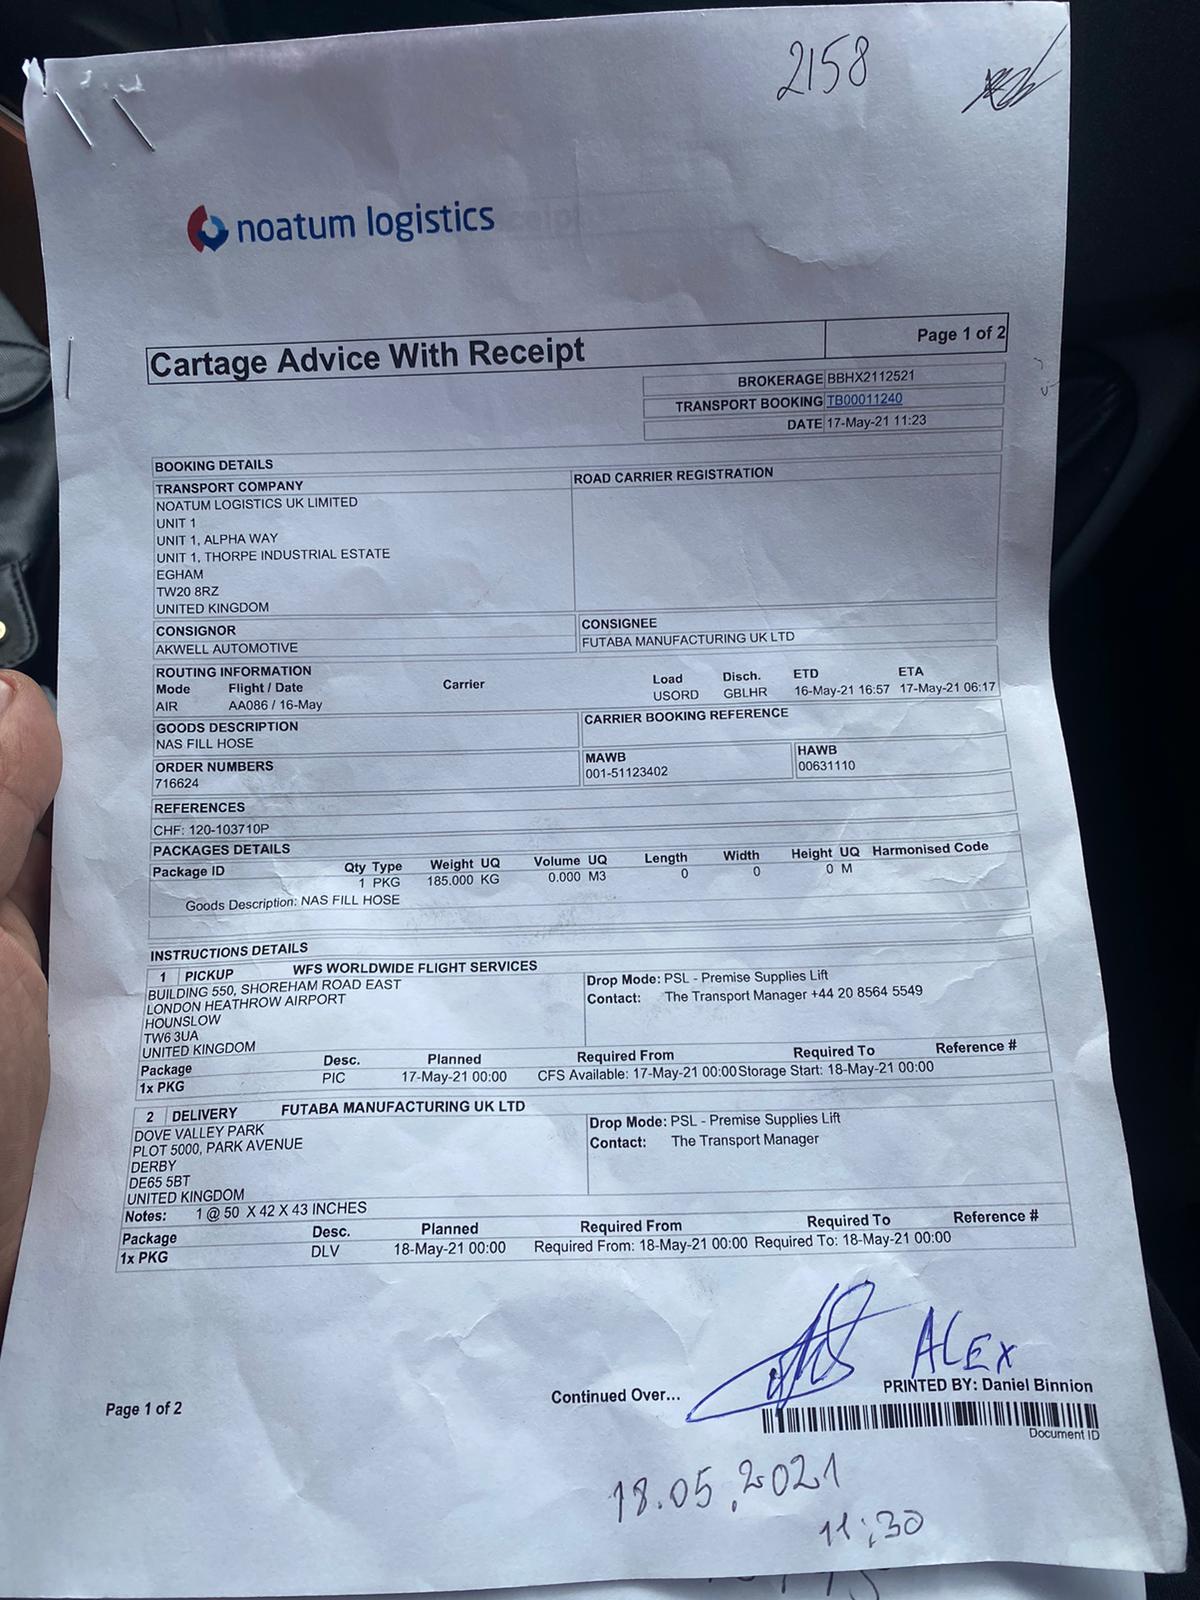 2158
noatum logistics
Cartage Advice With Receipt
Page 1 of 2
BROKERAGE BBHX2112521
TRANSPORT BOOKING TB00011240
DATE 17-May-21 11:23
BOOKING DETAILS
TRANSPORT COMPANY
ROAD CARRIER REGISTRATION
NOATUM LOGISTICS UK LIMITED
UNIT 1
UNIT 1, ALPHA WAY
UNIT 1, THORPE INDUSTRIAL ESTATE
EGHAM
TW20 8RZ
UNITED KINGDOM
CONSIGNOR
AKWELL AUTOMOTIVE
CONSIGNEE
FUTABA MANUFACTURING UK LTD
ROUTING INFORMATION
Mode Flight / Date Carrier Load Disch. ETD ETA
AIR AA086 / 16-May USORD GBLHR 16-May-21 16:57 17-May-21 06:17
GOODS DESCRIPTION
NAS FILL HOSE
CARRIER BOOKING REFERENCE
ORDER NUMBERS
716624
MAWB
001-51123402
HAWB
00631110
REFERENCES
CHF: 120-103710P
PACKAGES DETAILS
Package ID Qty Type Weight UQ Volume UQ Length Width Height UQ Harmonised Code
1 PKG 185.000 KG 0.000 M3 0 0 0 M
Goods Description: NAS FILL HOSE
INSTRUCTIONS DETAILS
1 PICKUP WFS WORLDWIDE FLIGHT SERVICES
BUILDING 550, SHOREHAM ROAD EAST
LONDON HEATHROW AIRPORT
HOUNSLOW
TW6 3UA
UNITED KINGDOM
Drop Mode: PSL - Premise Supplies Lift
Contact: The Transport Manager +44 20 8564 5549
Package Desc. Planned Required From Required To Reference #
1x PKG PIC 17-May-21 00:00 CFS Available: 17-May-21 00:00 Storage Start: 18-May-21 00:00
2 DELIVERY FUTABA MANUFACTURING UK LTD
DOVE VALLEY PARK
PLOT 5000, PARK AVENUE
DERBY
DE65 5BT
UNITED KINGDOM
Drop Mode: PSL - Premise Supplies Lift
Contact: The Transport Manager
Notes: 1 @ 50 X 42 X 43 INCHES
Package Desc. Planned Required From Required To Reference #
1x PKG DLV 18-May-21 00:00 Required From: 18-May-21 00:00 Required To: 18-May-21 00:00
ALEX
Page 1 of 2
Continued Over...
PRINTED BY: Daniel Binnion
Document ID
18.05.2021
11:30